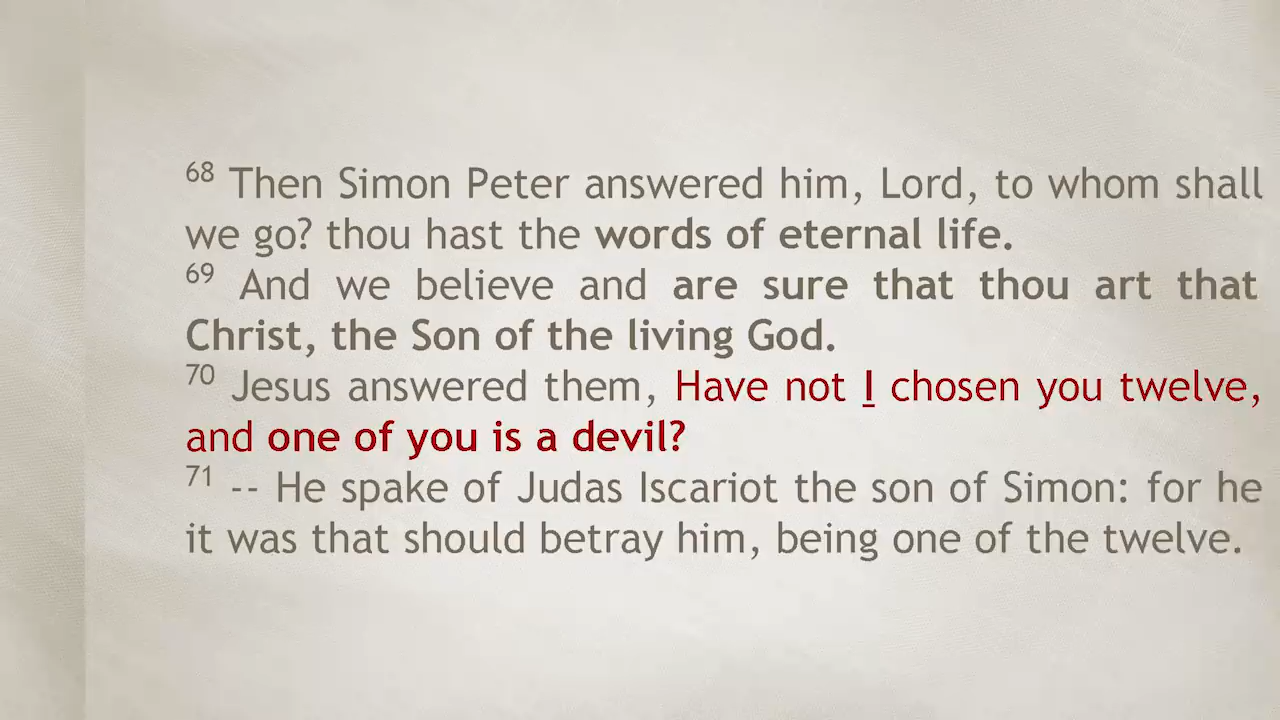 68 Then Simon Peter answered him, Lord, to whom shall
we go? thou hast the words of eternal life.
69 And we believe and are sure that thou art that
Christ, the Son of the living God.
70 Jesus answered them, Have not I chosen you twelve,
and one of you is a devil?
71 -- He spake of Judas Iscariot the son of Simon: for he
it was that should betray him, being one of the twelve.